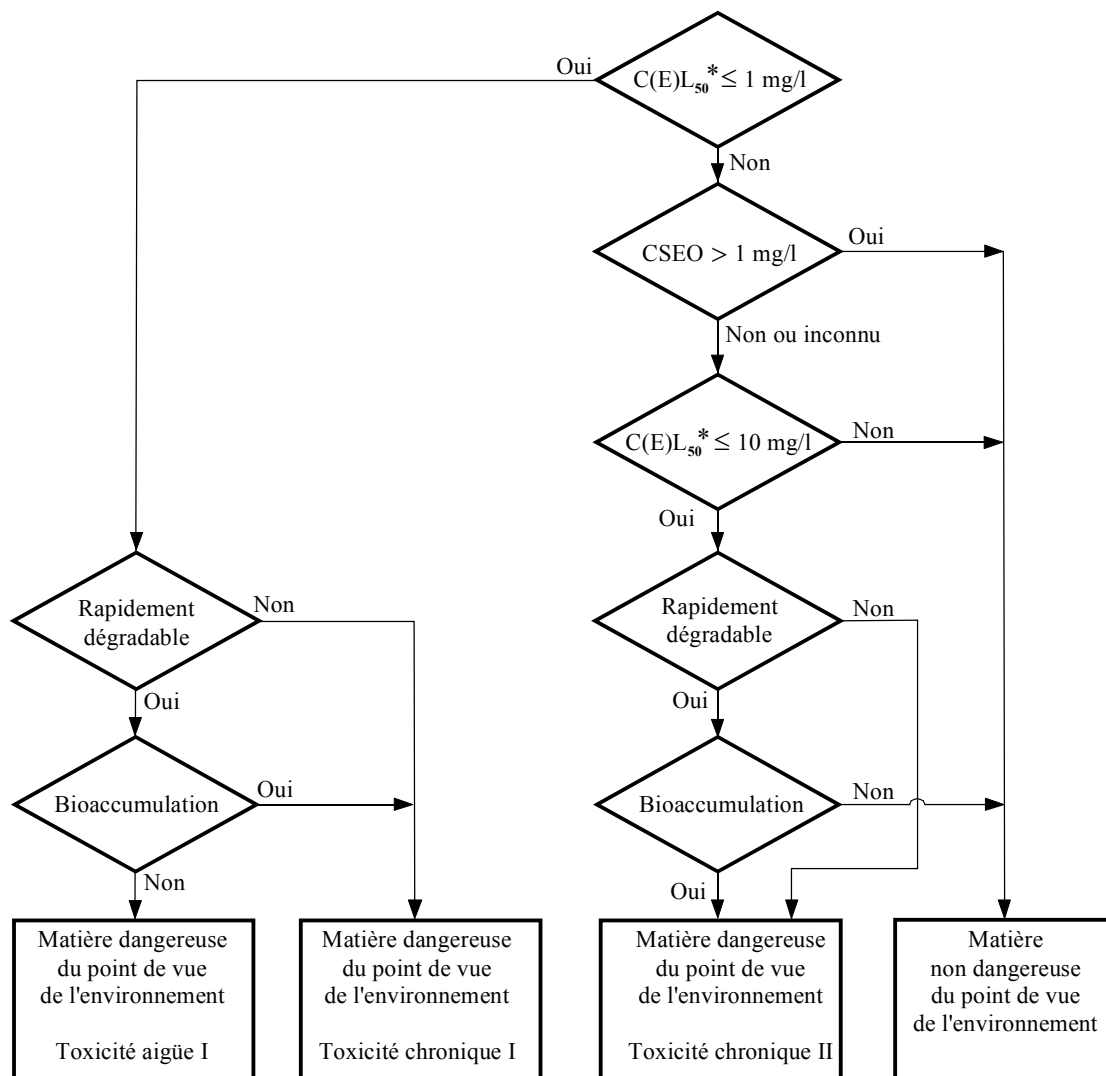 Oui
C(E)L50* ≤ 1 mg/l
Non
CSEO > 1 mg/l
Oui
Non ou inconnu
C(E)L50* ≤ 10 mg/l
Non
Oui
Rapidement
dégradable
Non
Oui
Rapidement
dégradable
Non
Oui
Bioaccumulation
Oui
Non
Bioaccumulation
Non
Oui
Matière dangereuse
du point de vue
de l'environnement
Toxicité aigüe I
Matière dangereuse
du point de vue
de l'environnement
Toxicité chronique I
Matière dangereuse
du point de vue
de l'environnement
Toxicité chronique II
Matière
non dangereuse
du point de vue
de l'environnement